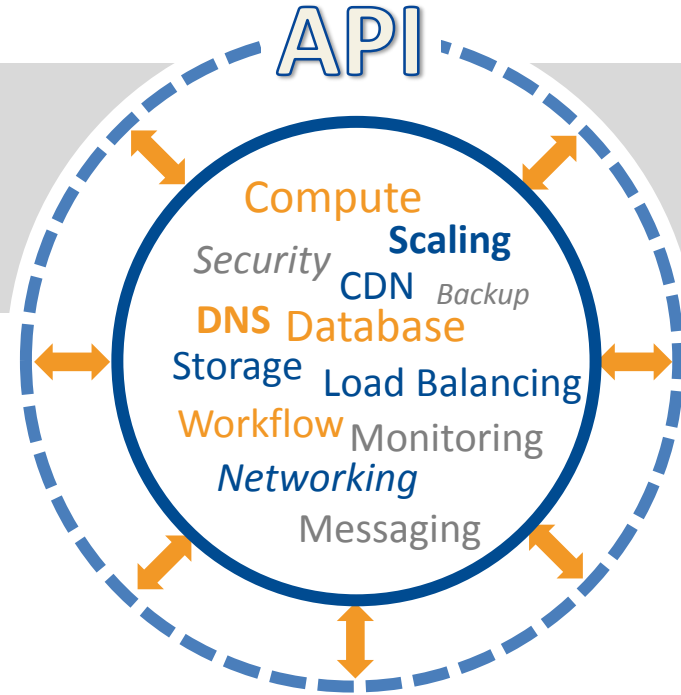 API
Compute
Scaling
Security
CDN
Backup
DNS Database
Storage
Load Balancing
Workflow
Monitoring
Networking
Messaging